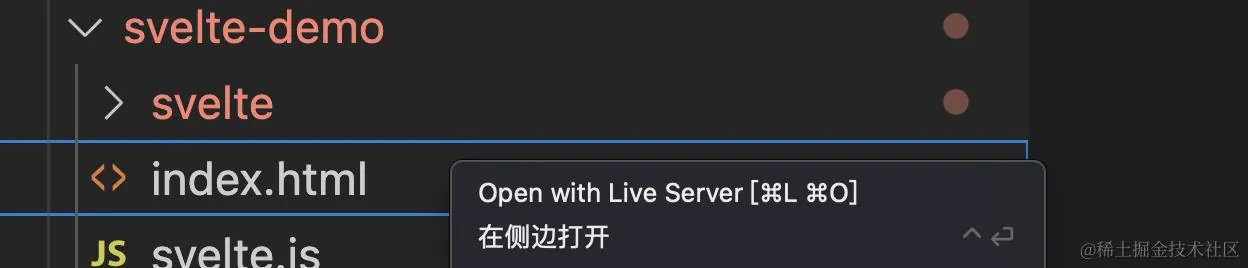 svelte-demo
svelte
index.html
Open with Live Server [⌘L ⌘O]
在侧边打开 ^↩
JS svelte.js
@稀土掘金技术社区